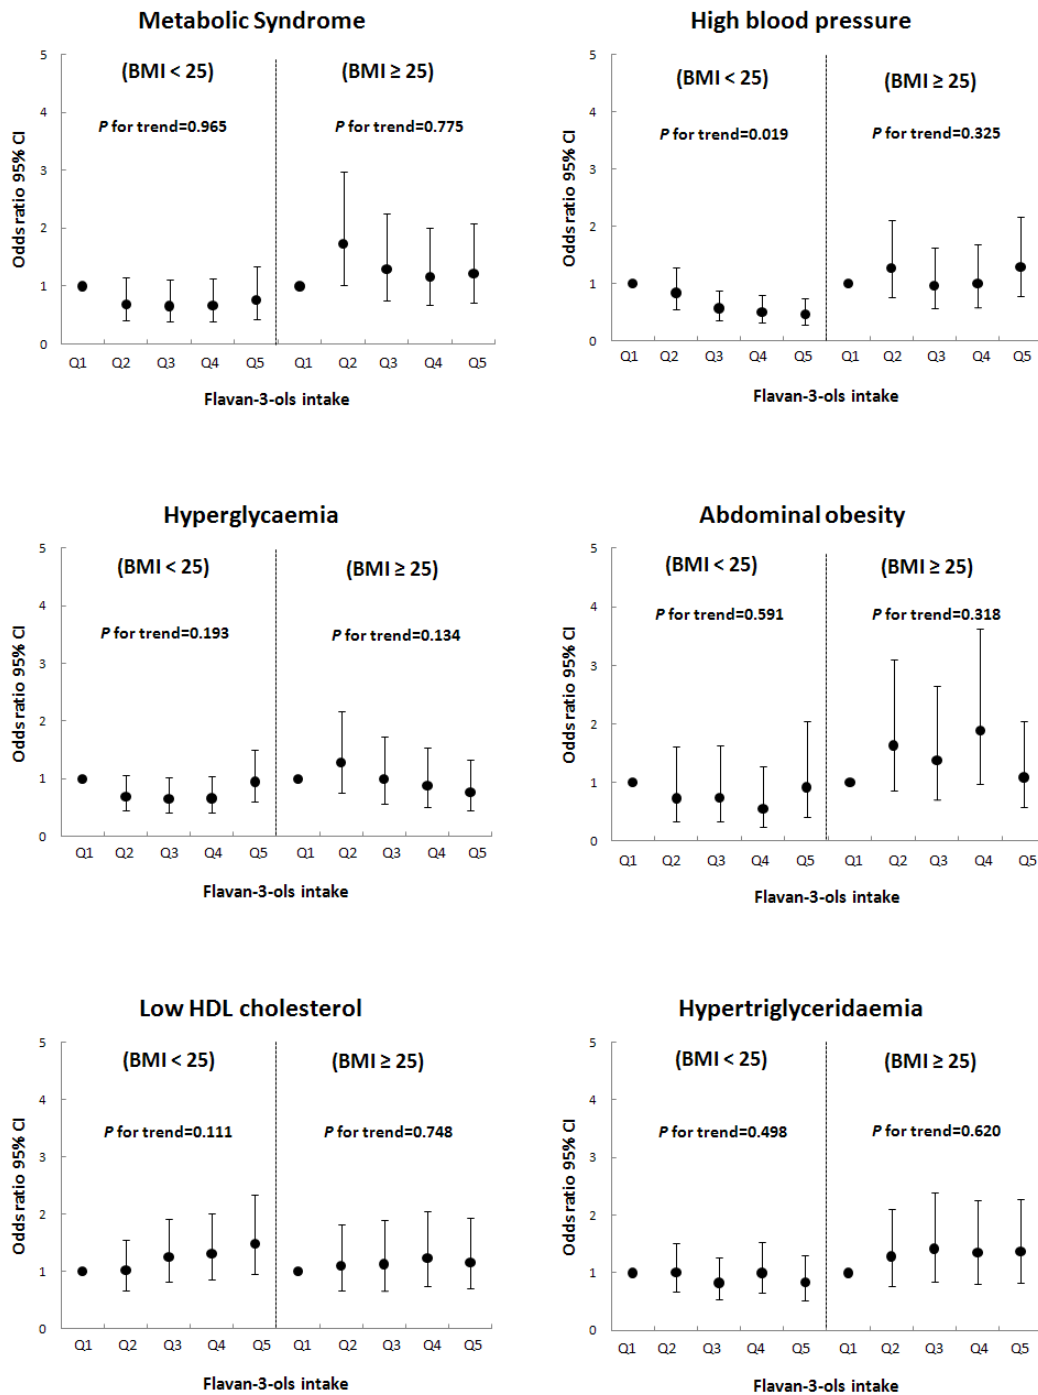 Metabolic Syndrome
5
4
3
2
1
0
Odds ratio 95% CI
(BMI < 25)
(BMI ≥ 25)
P for trend=0.965
P for trend=0.775
Q1 Q2 Q3 Q4 Q5 Q1 Q2 Q3 Q4 Q5
Flavan-3-ols intake
High blood pressure
5
4
3
2
1
0
Odds ratio 95% CI
(BMI < 25)
(BMI ≥ 25)
P for trend=0.019
P for trend=0.325
Q1 Q2 Q3 Q4 Q5 Q1 Q2 Q3 Q4 Q5
Flavan-3-ols intake
Hyperglycaemia
5
4
3
2
1
0
Odds ratio 95% CI
(BMI < 25)
(BMI ≥ 25)
P for trend=0.193
P for trend=0.134
Q1 Q2 Q3 Q4 Q5 Q1 Q2 Q3 Q4 Q5
Flavan-3-ols intake
Abdominal obesity
5
4
3
2
1
0
Odds ratio 95% CI
(BMI < 25)
(BMI ≥ 25)
P for trend=0.591
P for trend=0.318
Q1 Q2 Q3 Q4 Q5 Q1 Q2 Q3 Q4 Q5
Flavan-3-ols intake
Low HDL cholesterol
5
4
3
2
1
0
Odds ratio 95% CI
(BMI < 25)
(BMI ≥ 25)
P for trend=0.111
P for trend=0.748
Q1 Q2 Q3 Q4 Q5 Q1 Q2 Q3 Q4 Q5
Flavan-3-ols intake
Hypertriglyceridaemia
5
4
3
2
1
0
Odds ratio 95% CI
(BMI < 25)
(BMI ≥ 25)
P for trend=0.498
P for trend=0.620
Q1 Q2 Q3 Q4 Q5 Q1 Q2 Q3 Q4 Q5
Flavan-3-ols intake